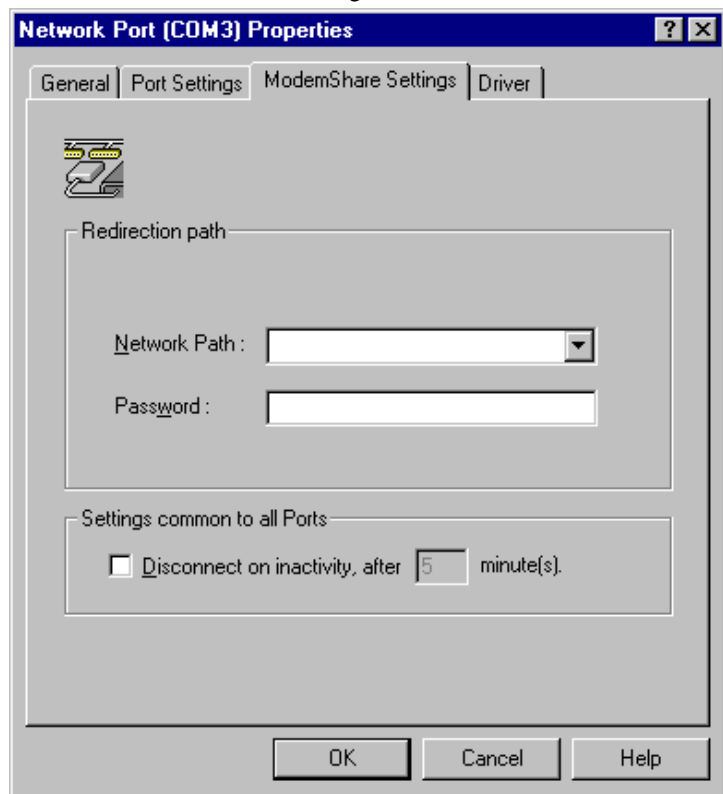 Network Port (COM3) Properties ? ×
General Port Settings ModemShare Settings Driver
Redirection path
Network Path :
Password :
Settings common to all Ports
Disconnect on inactivity, after 5 minute(s).
OK Cancel Help